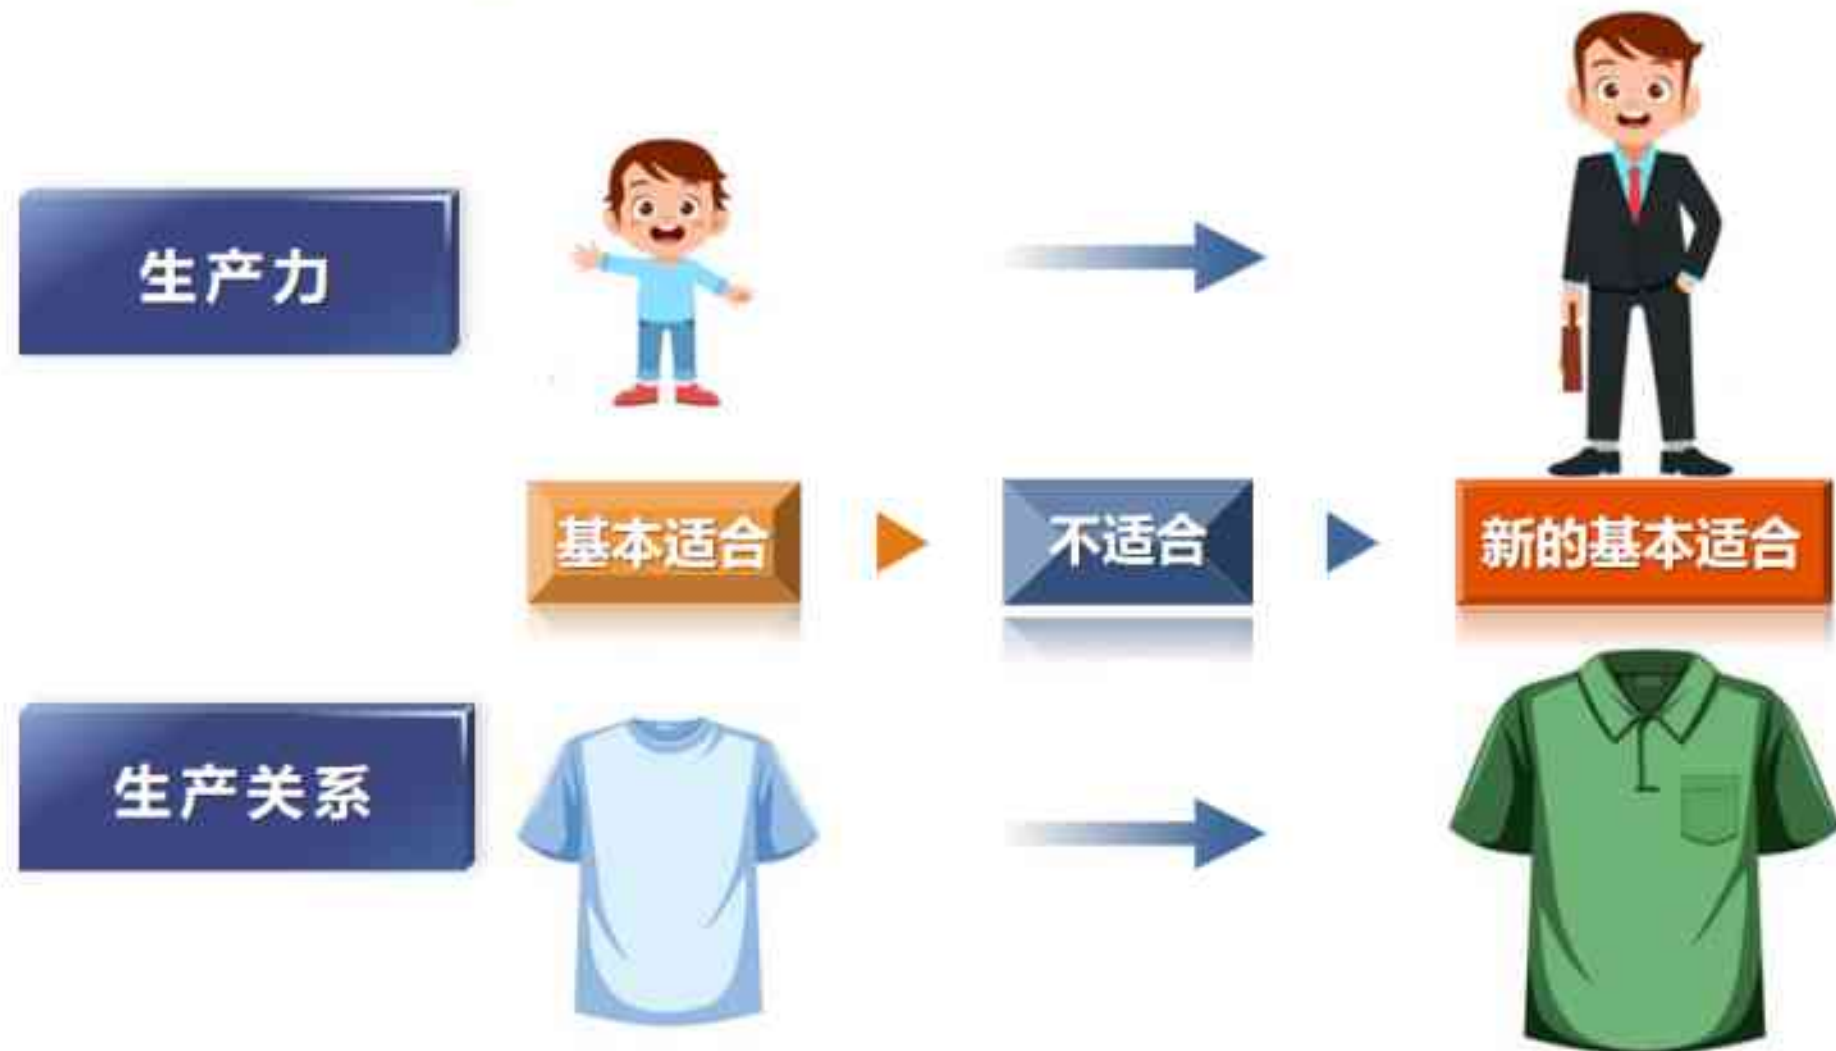 生产力
基本适合
不适合
新的基本适合
生产关系